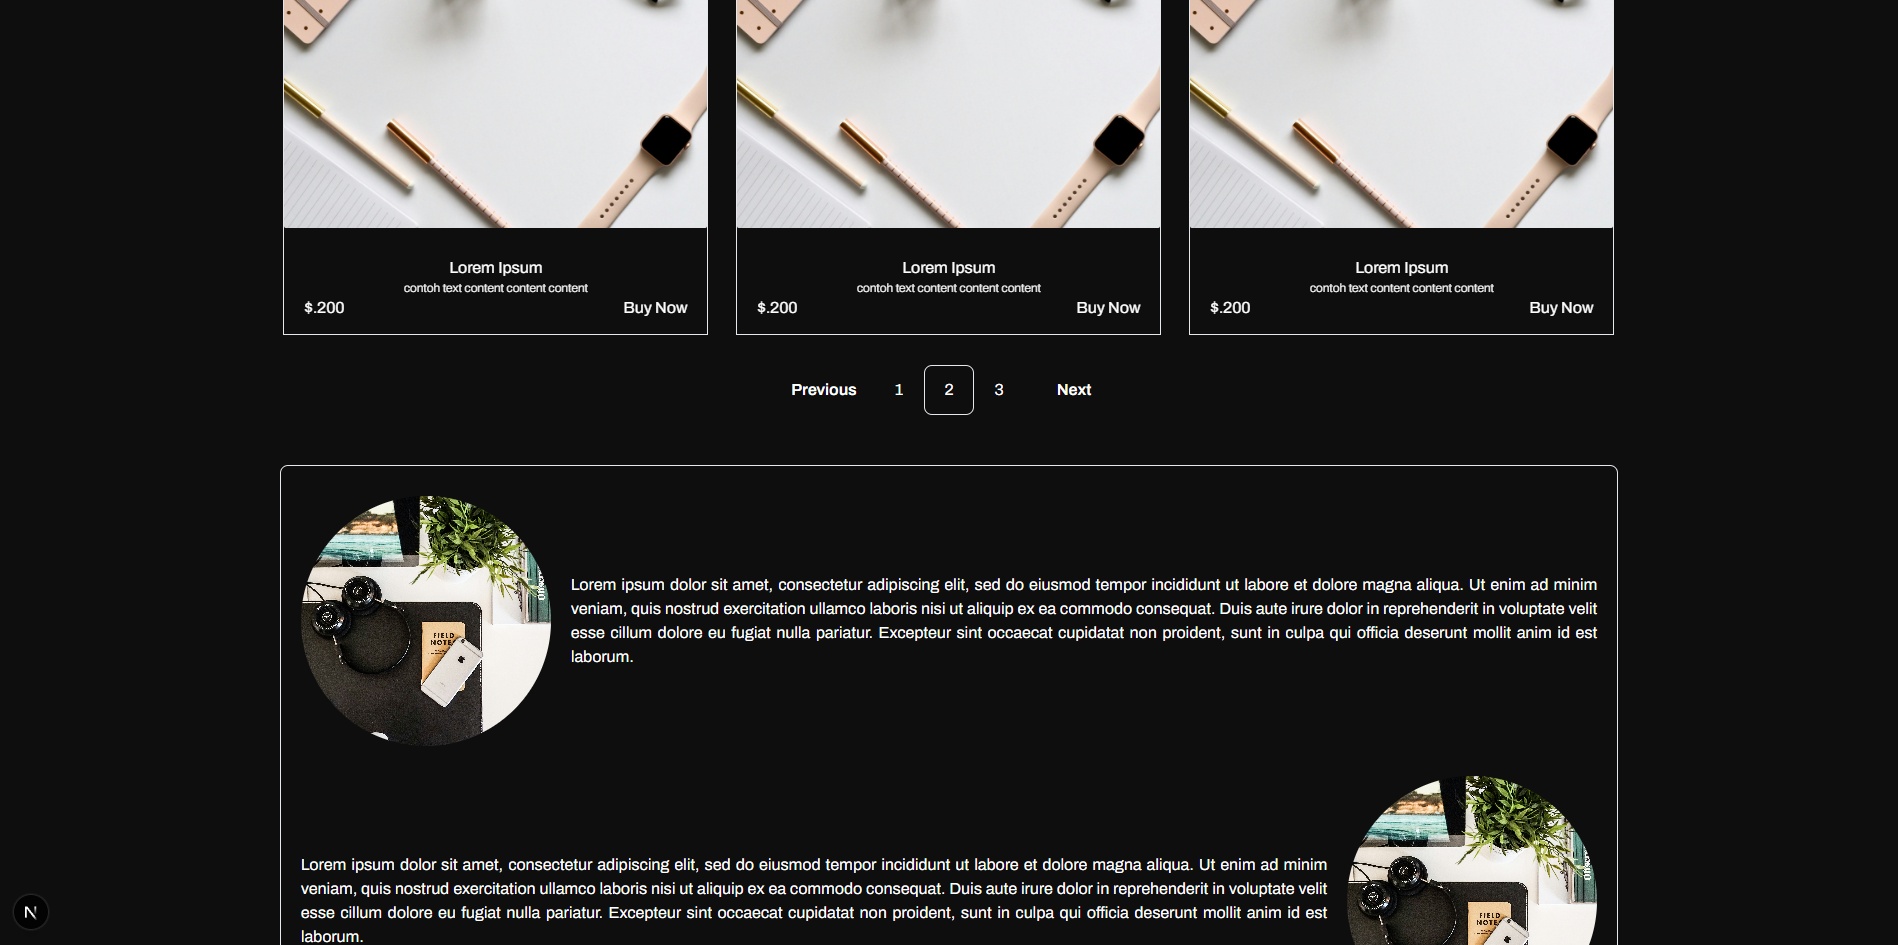 Lorem Ipsum
contoh text content content content
$.200 Buy Now
Lorem Ipsum
contoh text content content content
$.200 Buy Now
Lorem Ipsum
contoh text content content content
$.200 Buy Now
Previous 1 2 3 Next
FIELD
NOTES
Lorem ipsum dolor sit amet, consectetur adipiscing elit, sed do eiusmod tempor incididunt ut labore et dolore magna aliqua. Ut enim ad minim
veniam, quis nostrud exercitation ullamco laboris nisi ut aliquip ex ea commodo consequat. Duis aute irure dolor in reprehenderit in voluptate velit
esse cillum dolore eu fugiat nulla pariatur. Excepteur sint occaecat cupidatat non proident, sunt in culpa qui officia deserunt mollit anim id est
laborum.
Lorem ipsum dolor sit amet, consectetur adipiscing elit, sed do eiusmod tempor incididunt ut labore et dolore magna aliqua. Ut enim ad minim
veniam, quis nostrud exercitation ullamco laboris nisi ut aliquip ex ea commodo consequat. Duis aute irure dolor in reprehenderit in voluptate velit
esse cillum dolore eu fugiat nulla pariatur. Excepteur sint occaecat cupidatat non proident, sunt in culpa qui officia deserunt mollit anim id est
laborum.
FIELD
NOTES
N